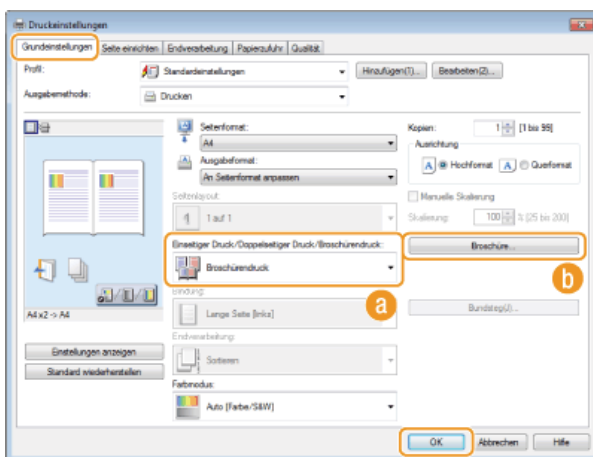 Druckeinstellungen
Grundeinstellungen Seite einrichten Endverarbeitung Papierzufuhr Qualität
Profil: Standardeinstellungen Hinzufügen(1)... Bearbeiten(2)...
Ausgabemethode: Drucken
Seitenformat: Kopien: 1 [1 bis 99]
A4 Ausrichtung
Ausgabeformat: A Hochformat A Querformat
An Seitenformat anpassen
Seitenlayout: Manuelle Skalierung
1 1 auf 1 Skalierung: 100 % [25 bis 200]
Einseitiger Druck/Doppelseitiger Druck/Broschürendruck: Broschüre...
Broschürendruck
a b
Bindung:
A4 x2 -> A4 Lange Seite [links] Bundsteg(J)...
Endverarbeitung:
Einstellungen anzeigen Sortieren
Standard wiederherstellen
Farbmodus:
Auto [Farbe/S&W]
OK Abbrechen Hilfe